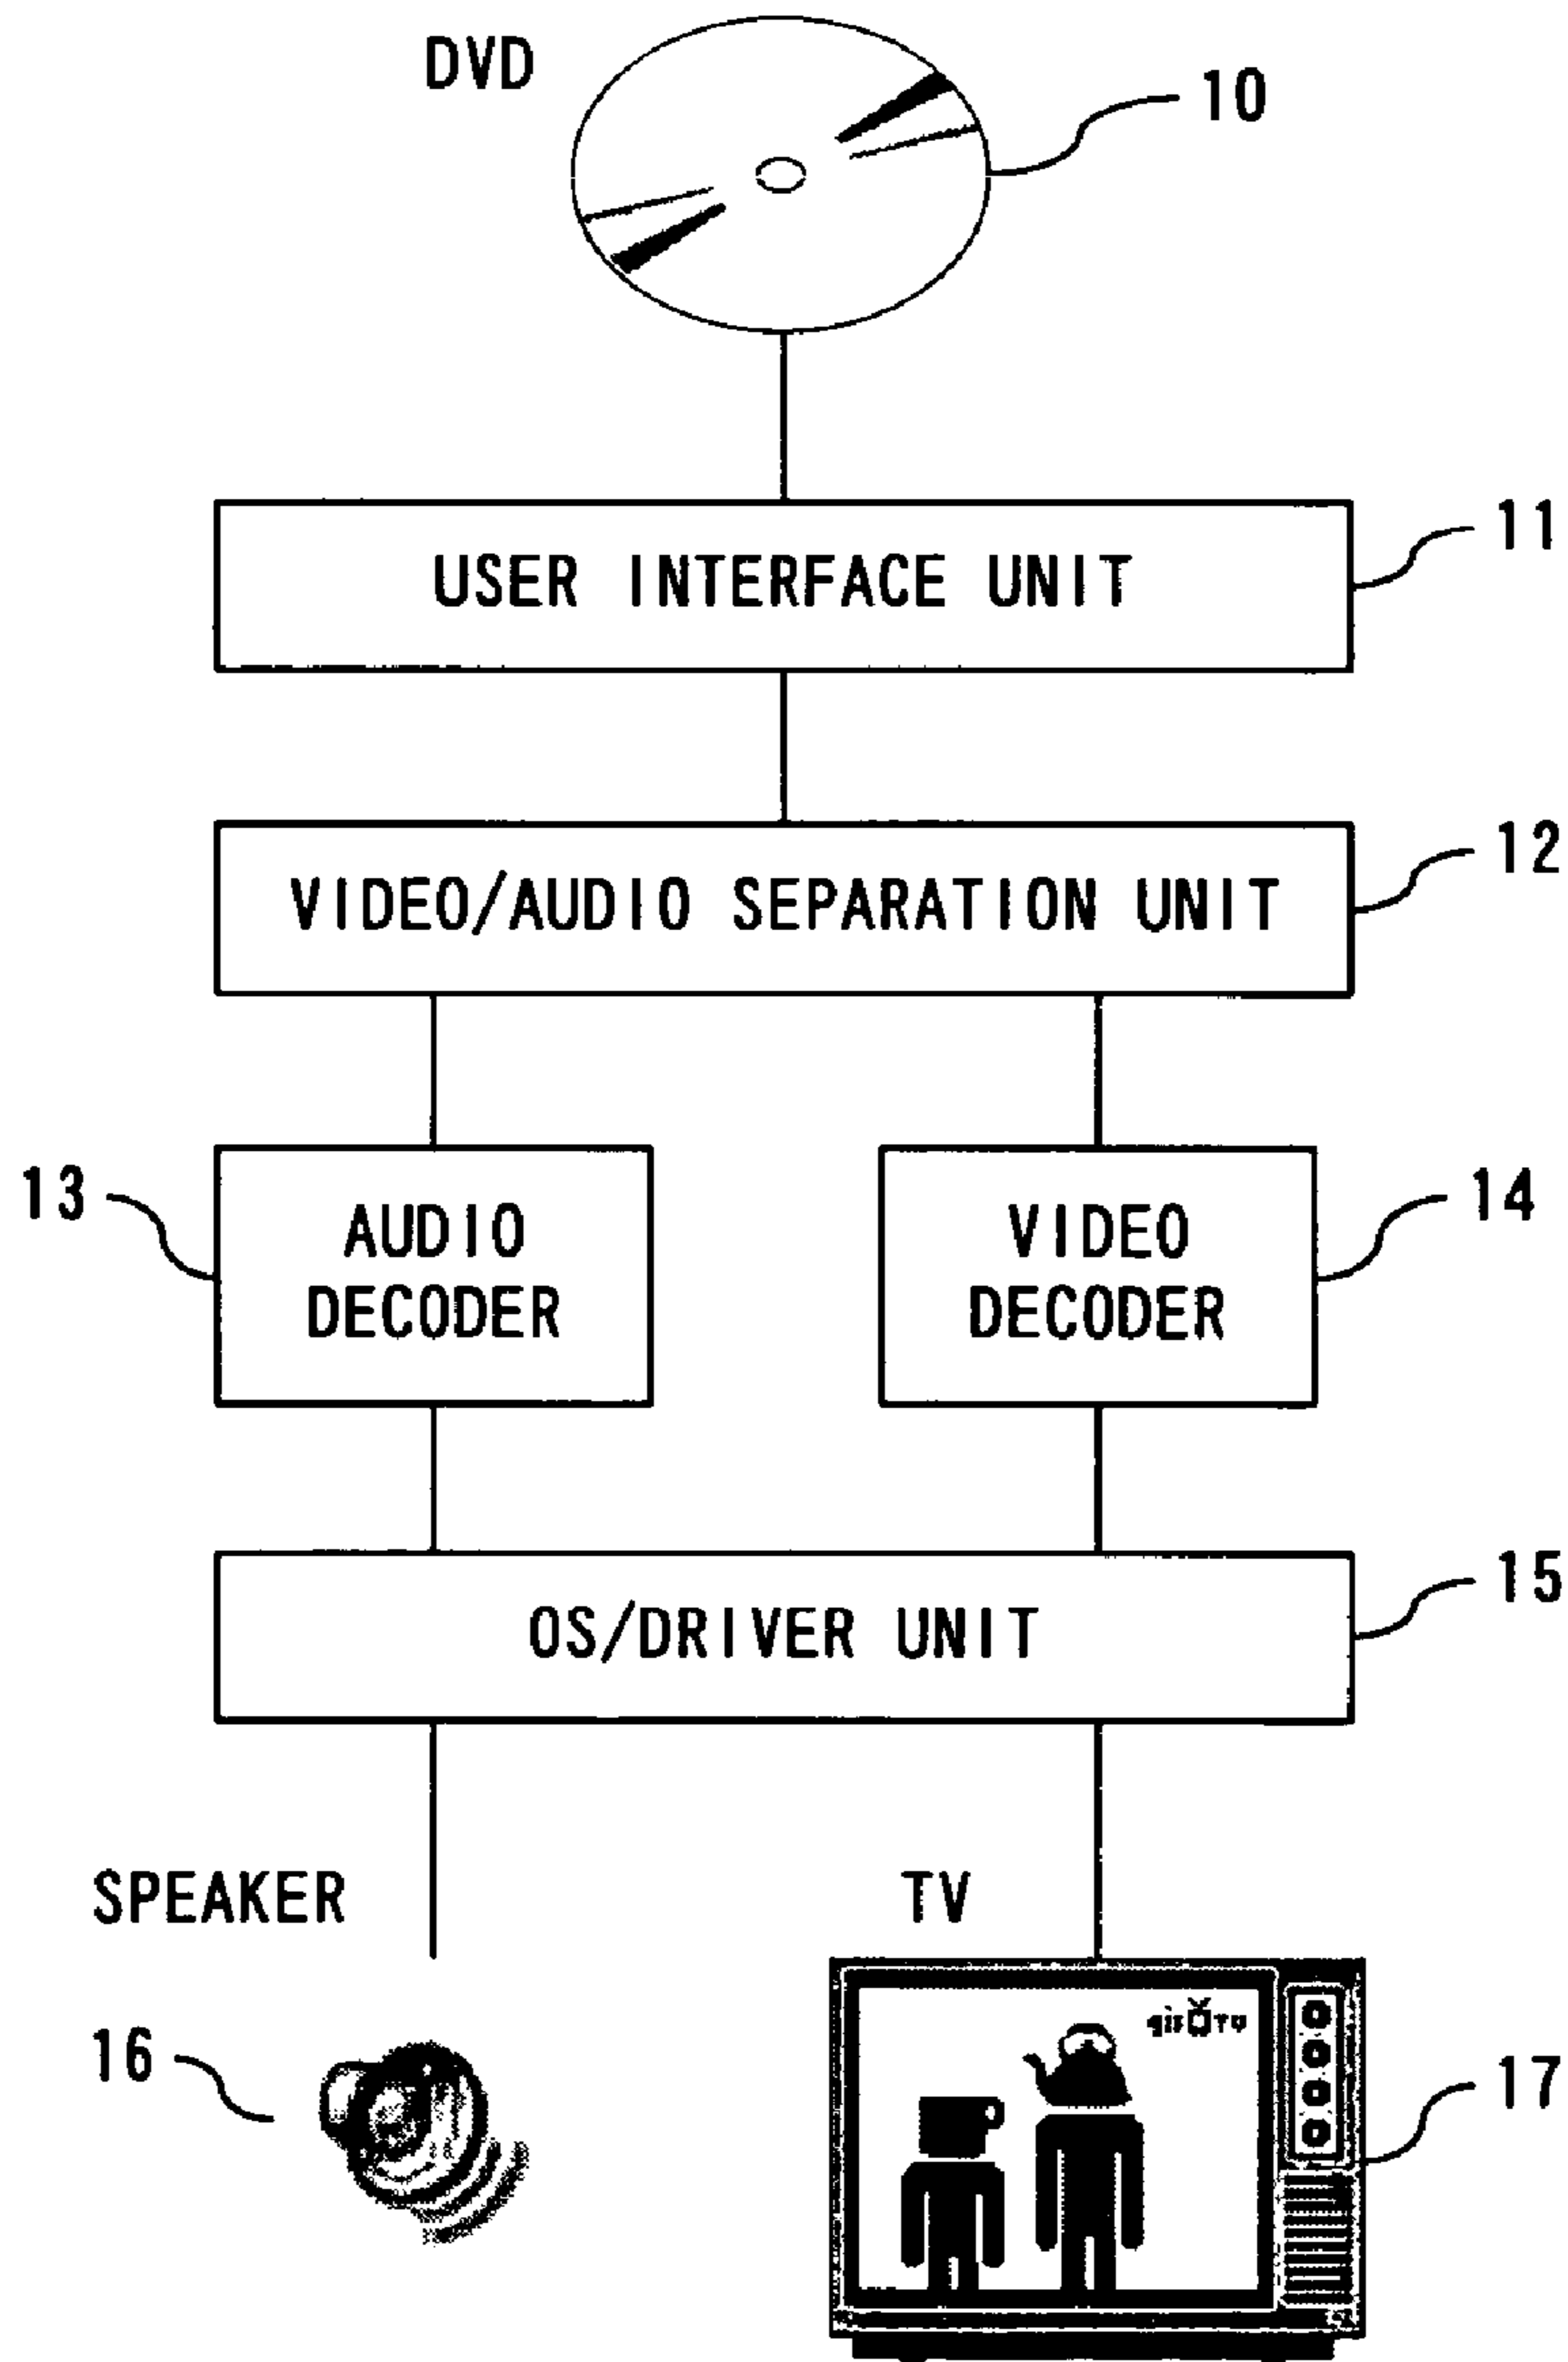 DVD
10
USER INTERFACE UNIT
11
VIDEO/AUDIO SEPARATION UNIT
12
13
AUDIO
DECODER
VIDEO
DECODER
14
OS/DRIVER UNIT
15
SPEAKER
TV
16
17